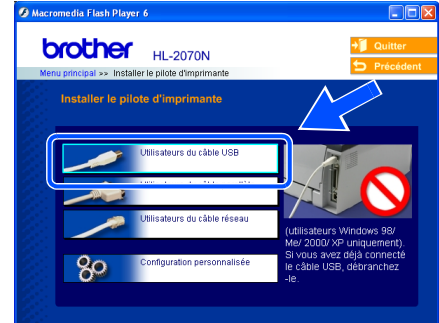 Macromedia Flash Player 6
brother
HL-2070N
Quitter
Précédent
Menu principal >> Installer le pilote d'imprimante
Installer le pilote d'imprimante
Utilisateurs du câble USB
Utilisateurs du câble réseau
Configuration personnalisée
(utilisateurs Windows 98/
Me/ 2000/ XP uniquement).
Si vous avez déjà connecté
le câble USB, débranchez
-le.